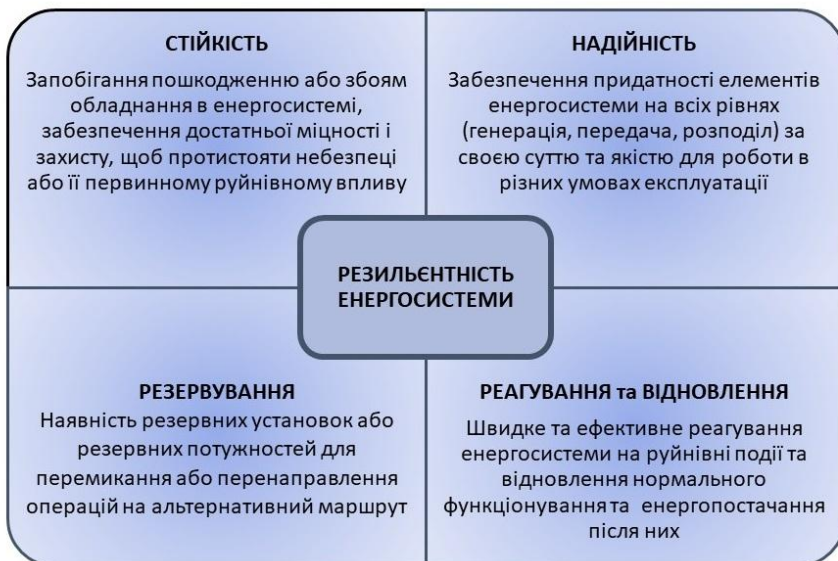 СТІЙКІСТЬ
Запобігання пошкодженню або збоям
обладнання в енергосистемі,
забезпечення достатньої міцності і
захисту, щоб протистояти небезпеці
або її первинному руйнівному впливу
НАДІЙНІСТЬ
Забезпечення придатності елементів
енергосистеми на всіх рівнях
(генерація, передача, розподіл) за
своєю суттю та якістю для роботи в
різних умовах експлуатації
РЕЗИЛЬЄНТНІСТЬ
ЕНЕРГОСИСТЕМИ
РЕЗЕРВУВАННЯ
Наявність резервних установок або
резервних потужностей для
перемикання або перенаправлення
операцій на альтернативний маршрут
РЕАГУВАННЯ та ВІДНОВЛЕННЯ
Швидке та ефективне реагування
енергосистеми на руйнівні події та
відновлення нормального
функціонування та енергопостачання
після них